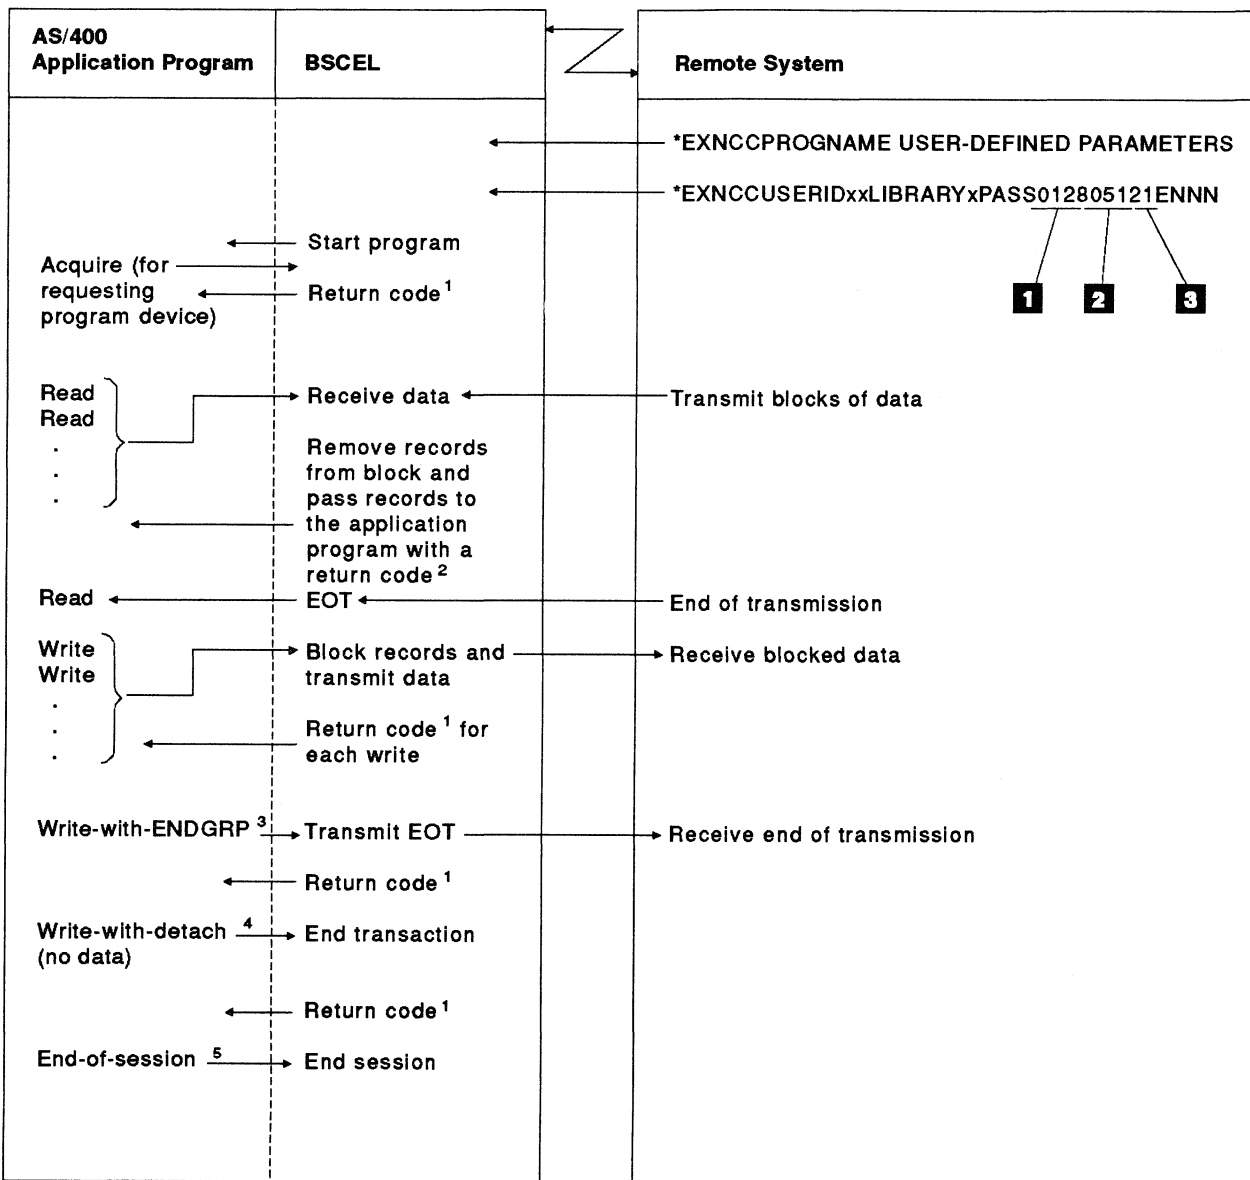 AS/400
Application Program
BSCEL
Remote System
*EXNCCPROGNAME USER-DEFINED PARAMETERS
*EXNCCUSERIDxxLIBRARYxPASS012805121ENNN
1 2 3
Start program
Acquire (for
requesting
program device)
Return code 1
Read
Read
.
.
.
Receive data
Transmit blocks of data
Remove records
from block and
pass records to
the application
program with a
return code 2
Read
EOT
End of transmission
Write
Write
.
.
.
Block records and
transmit data
Receive blocked data
Return code 1 for
each write
Write-with-ENDGRP 3
Transmit EOT
Receive end of transmission
Return code 1
Write-with-detach 4
(no data)
End transaction
Return code 1
End-of-session 5
End session